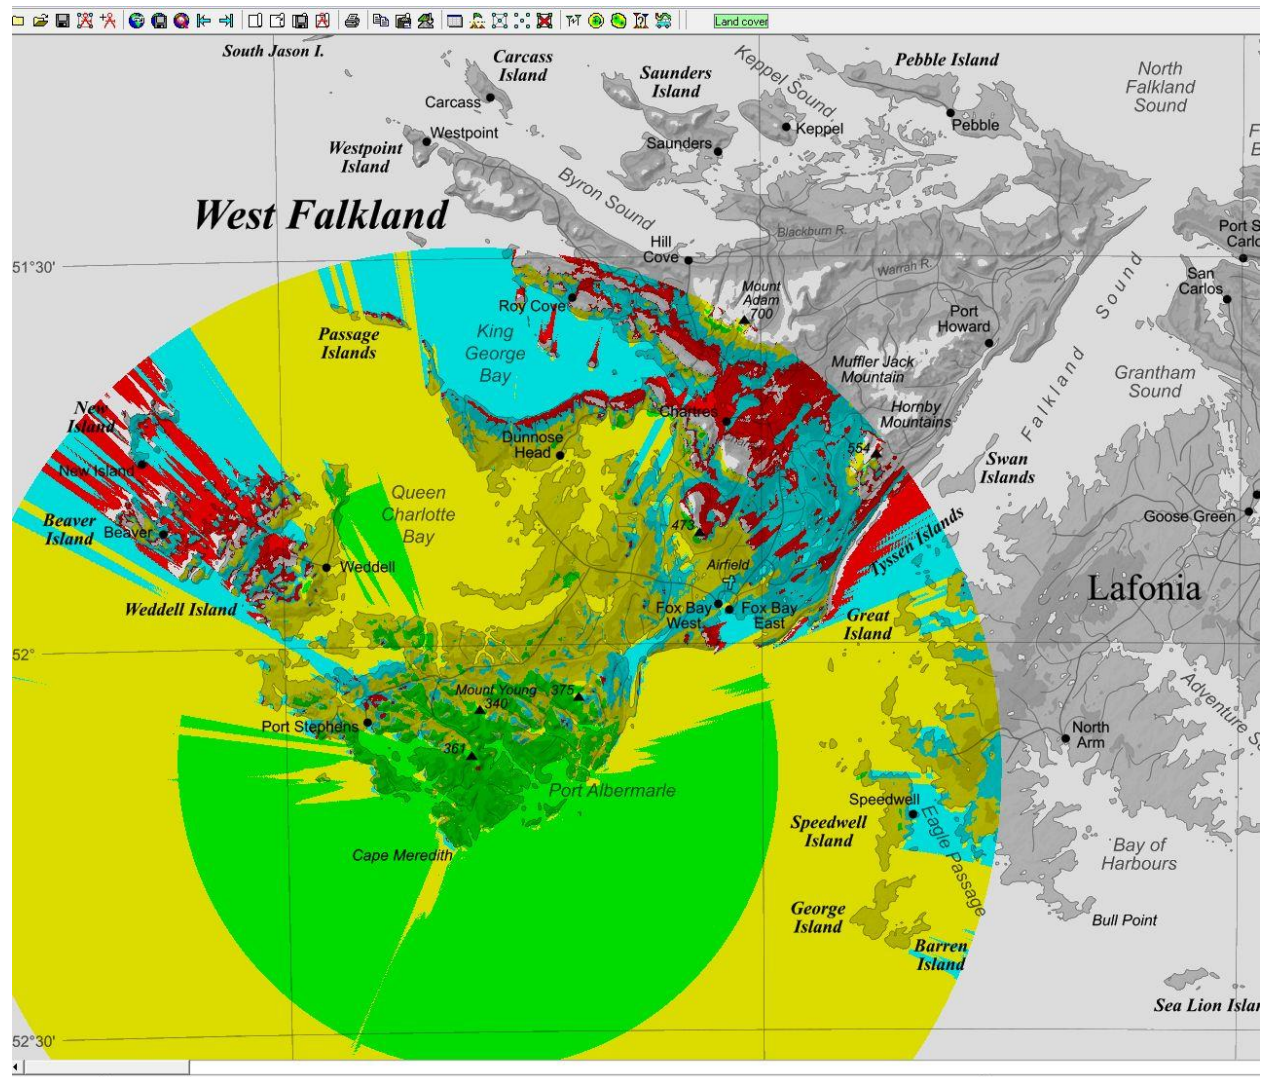 Land cover
South Jason I.
Carcass
Island
Carcass
Saunders
Island
Keppel Sound
Pebble Island
North
Falkland
Sound
Westpoint
Westpoint
Island
Saunders
Keppel
Pebble
West Falkland
Byron Sound
Hill
Cove
Blackburn R.
Warrah R.
Port S
Carlo
51°30'
San
Carlos
Roy Cove
Mount
Adam
700
Port
Howard
Passage
Islands
King
George
Bay
Muffler Jack
Mountain
Falkland Sound
Grantham
Sound
New
Island
Chartres
Hornby
Mountains
Dunnose
Head
554
Swan
Islands
New Island
Queen
Charlotte
Bay
Beaver
Island
Beaver
473
Goose Green
Tyssen Islands
Weddell
Airfield
Lafonia
Weddell Island
Fox Bay
West
Fox Bay
East
Great
Island
52°
Mount Young
340
375
Adventure So
Port Stephens
361
North
Arm
Port Albermarle
Speedwell
Speedwell
Island
Eagle Passage
Cape Meredith
Bay of
Harbours
George
Island
Bull Point
Barren
Island
Sea Lion Islan
52°30'